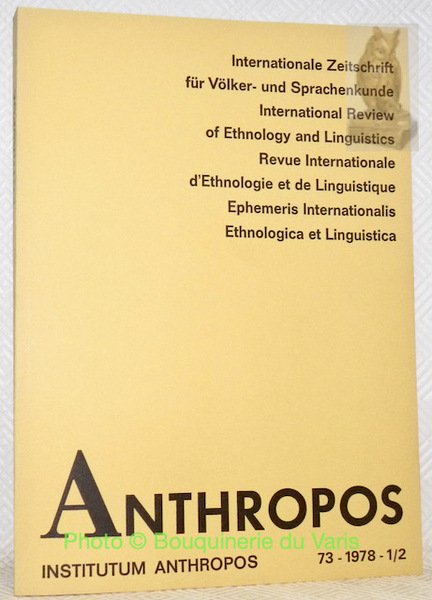 Internationale Zeitschrift
für Völker- und Sprachenkunde
International Review
of Ethnology and Linguistics
Revue Internationale
d'Ethnologie et de Linguistique
Ephemeris Internationalis
Ethnologica et Linguistica
ANTHROPOS
Photo © Bouquinerie du Varis
INSTITUTUM ANTHROPOS 73 - 1978 - 1/2